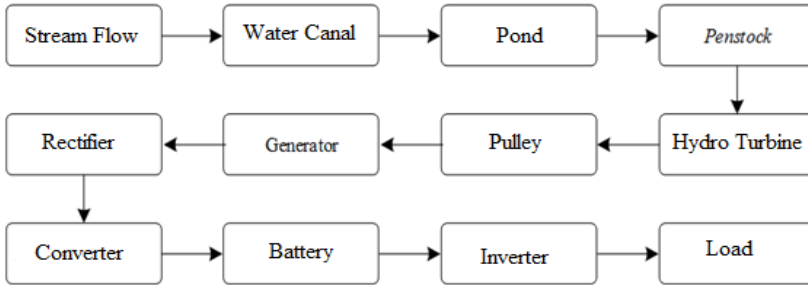 Stream Flow
Water Canal
Pond
Penstock
Rectifier
Generator
Pulley
Hydro Turbine
Converter
Battery
Inverter
Load